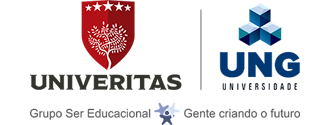 UNIVERITAS
UNG
UNIVERSIDADE
Grupo Ser Educacional Gente criando o futuro